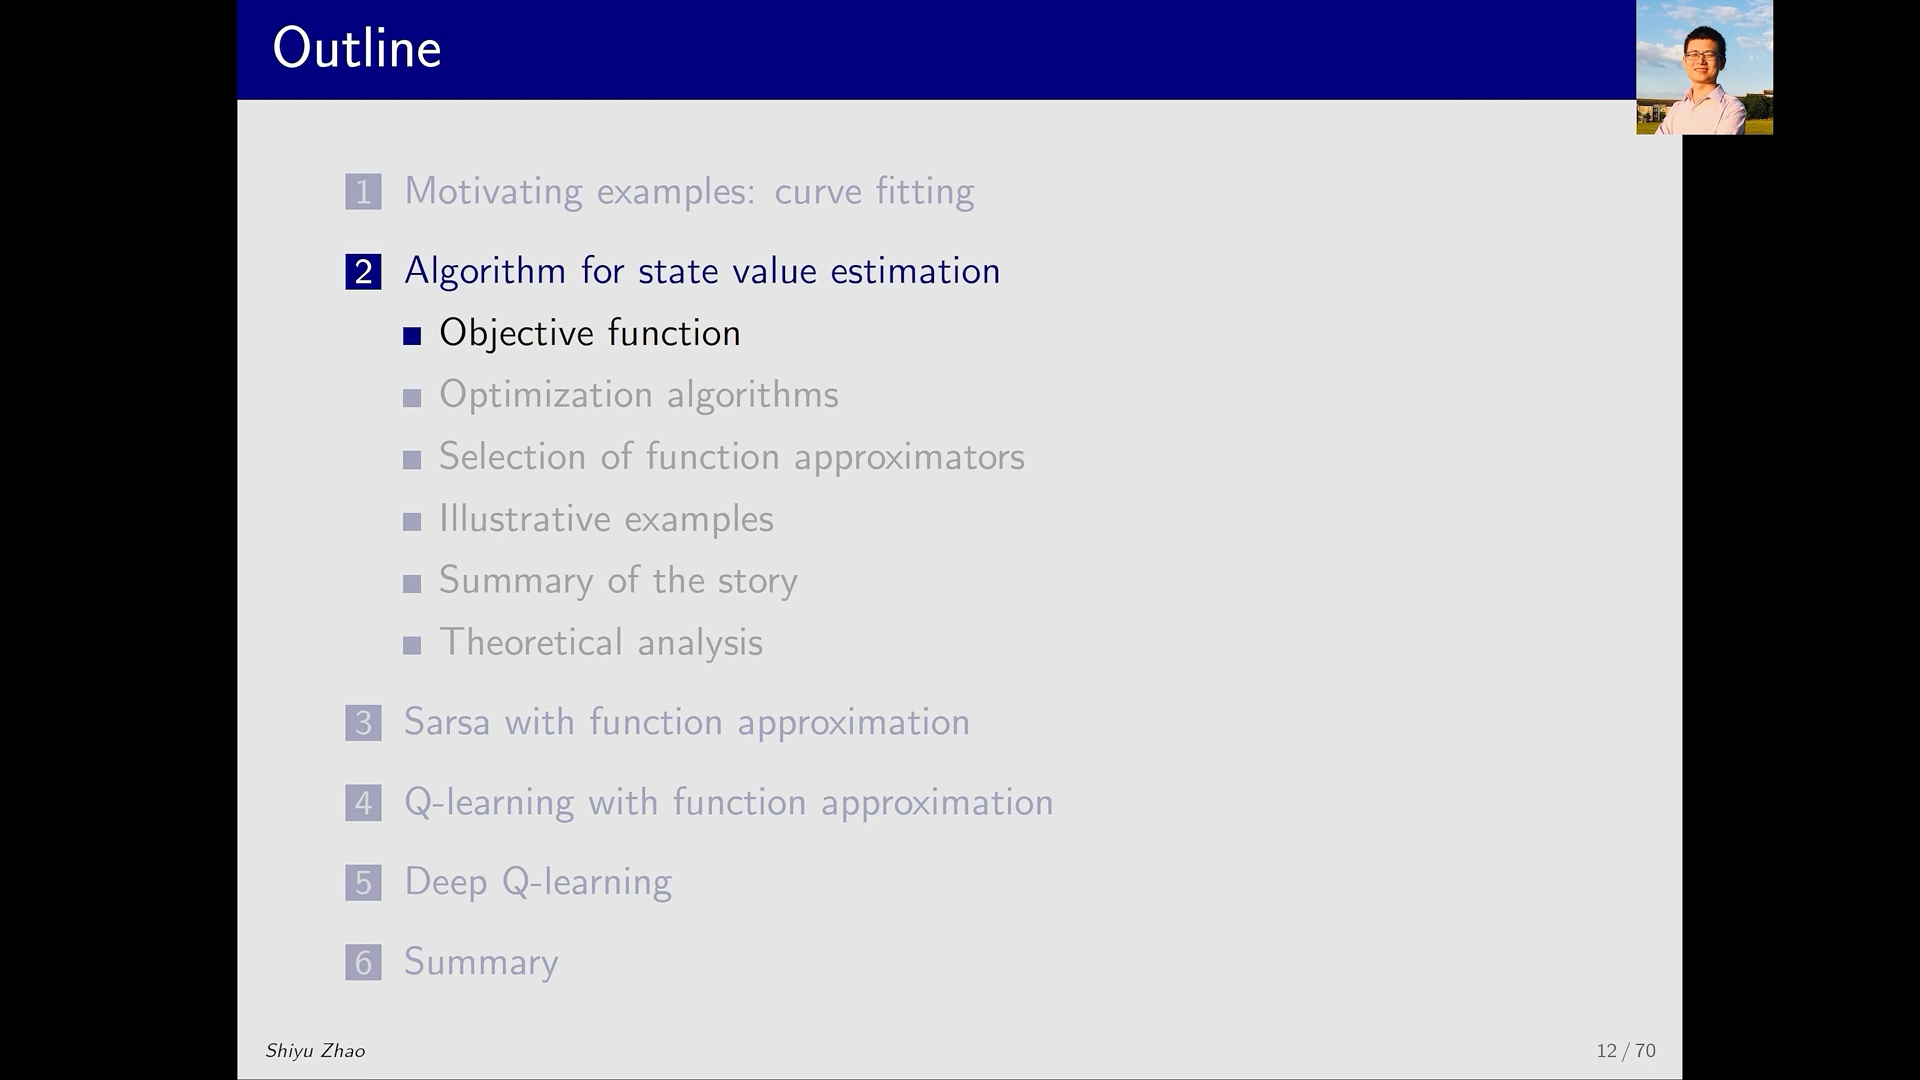 Outline
1 Motivating examples: curve fitting
2 Algorithm for state value estimation
Objective function
Optimization algorithms
Selection of function approximators
Illustrative examples
Summary of the story
Theoretical analysis
3 Sarsa with function approximation
4 Q-learning with function approximation
5 Deep Q-learning
6 Summary
Shiyu Zhao
12 / 70